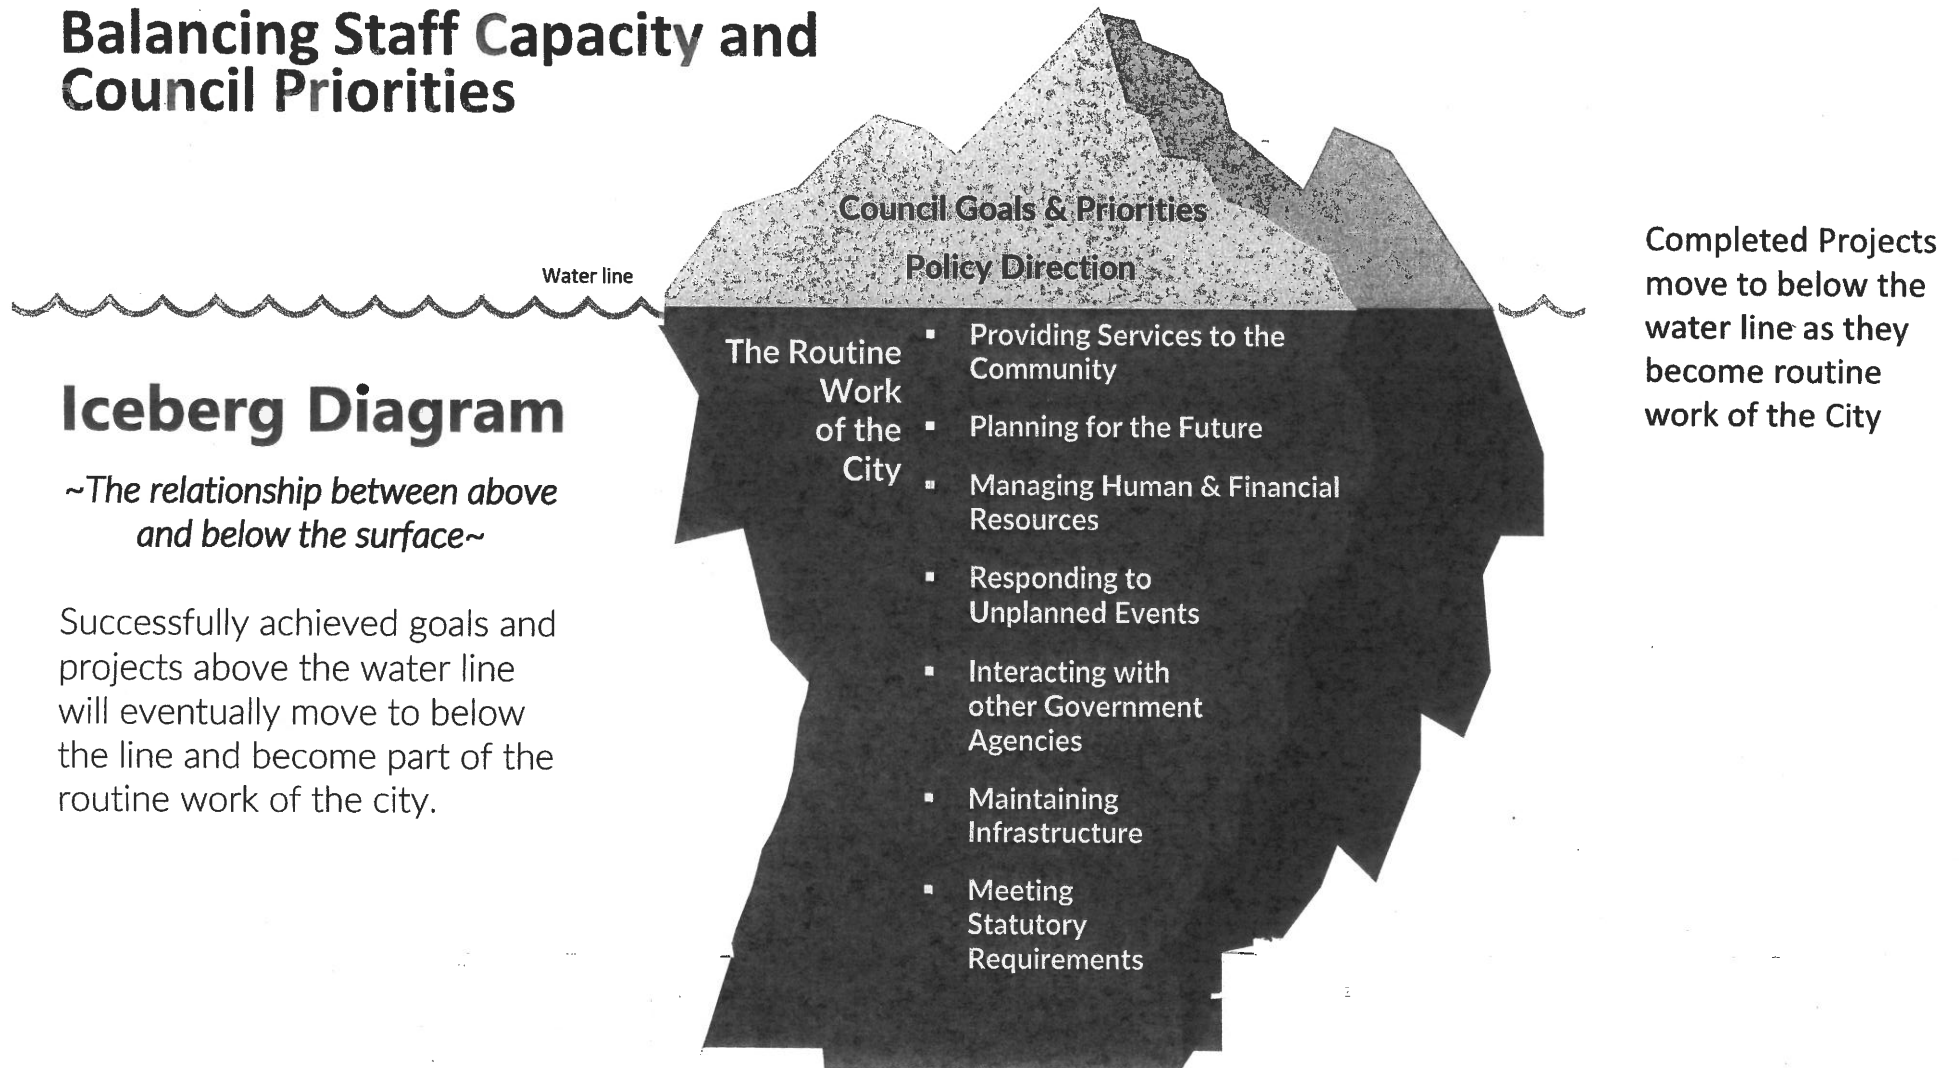 Balancing Staff Capacity and
Council Priorities
Council Goals & Priorities
Policy Direction
Water line
Completed Projects
move to below the
water line as they
become routine
work of the City
Iceberg Diagram
~The relationship between above
and below the surface~
Successfully achieved goals and
projects above the water line
will eventually move to below
the line and become part of the
routine work of the city.
The Routine
Work
of the
City
▪ Providing Services to the
Community
▪ Planning for the Future
▪ Managing Human & Financial
Resources
▪ Responding to
Unplanned Events
▪ Interacting with
other Government
Agencies
▪ Maintaining
Infrastructure
▪ Meeting
Statutory
Requirements